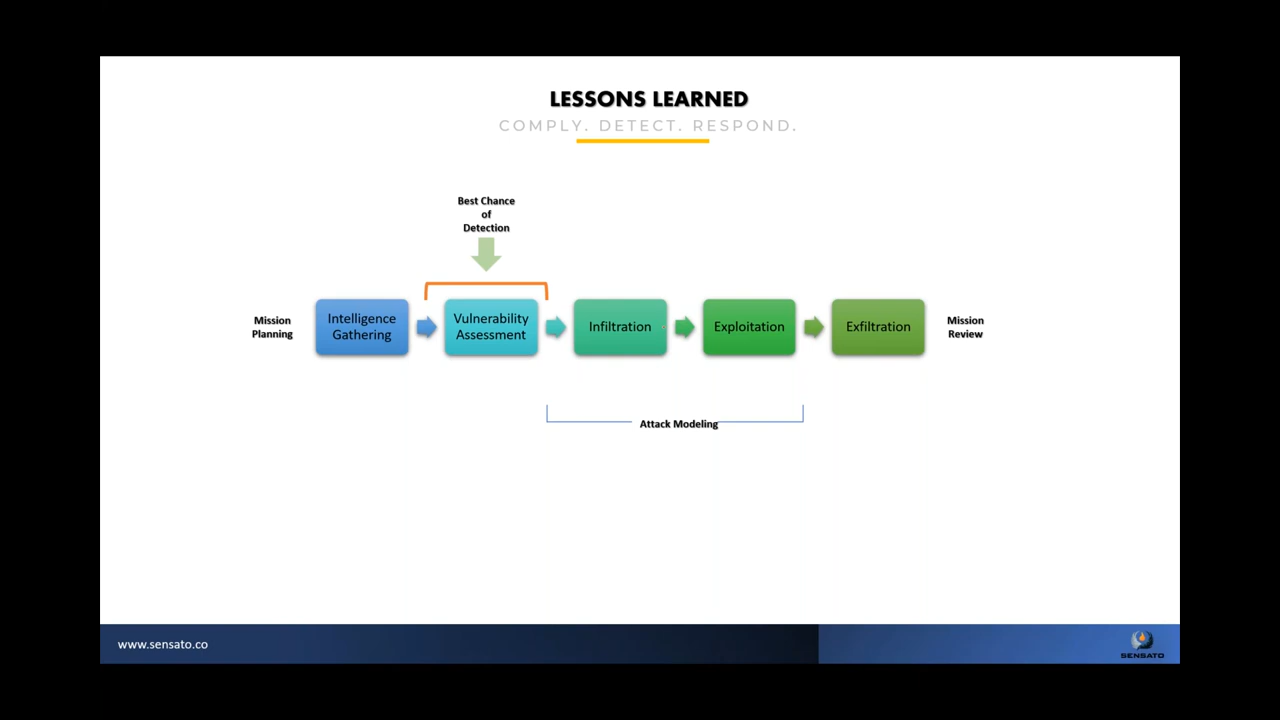 LESSONS LEARNED
COMPLY. DETECT. RESPOND.
Best Chance
of
Detection
Mission
Planning
Intelligence
Gathering
Vulnerability
Assessment
Infiltration
Exploitation
Exfiltration
Mission
Review
Attack Modeling
www.sensato.co
SENSATO